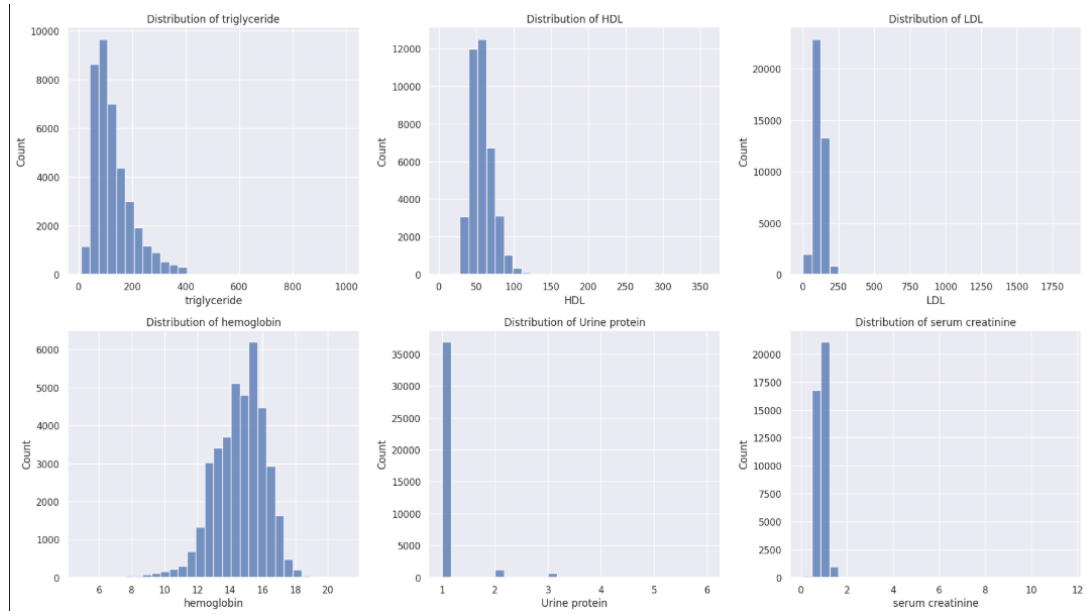 Distribution of triglyceride
10000
8000
6000
4000
2000
0
Count
0 200 400 600 800 1000
triglyceride
Distribution of HDL
12000
10000
8000
6000
4000
2000
0
Count
0 50 100 150 200 250 300 350
HDL
Distribution of LDL
20000
15000
10000
5000
0
Count
0 250 500 750 1000 1250 1500 1750
LDL
Distribution of hemoglobin
6000
5000
4000
3000
2000
1000
0
Count
6 8 10 12 14 16 18 20
hemoglobin
Distribution of Urine protein
35000
30000
25000
20000
15000
10000
5000
0
Count
1 2 3 4 5 6
Urine protein
Distribution of serum creatinine
20000
17500
15000
12500
10000
7500
5000
2500
0
Count
0 2 4 6 8 10 12
serum creatinine